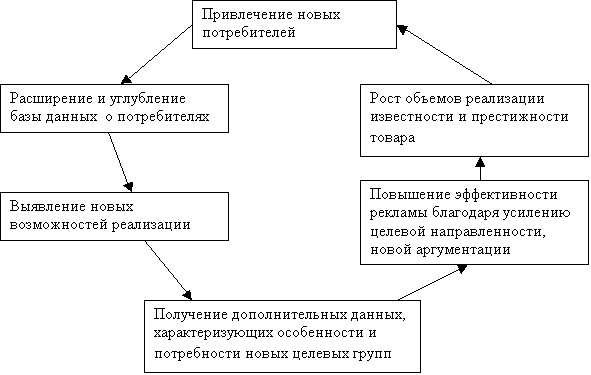 Привлечение новых
потребителей
Расширение и углубление
базы данных о потребителях
Выявление новых
возможностей реализации
Получение дополнительных данных,
характеризующих особенности и
потребности новых целевых групп
Повышение эффективности
рекламы благодаря усилению
целевой направленности,
новой аргументации
Рост объемов реализации
известности и престижности
товара